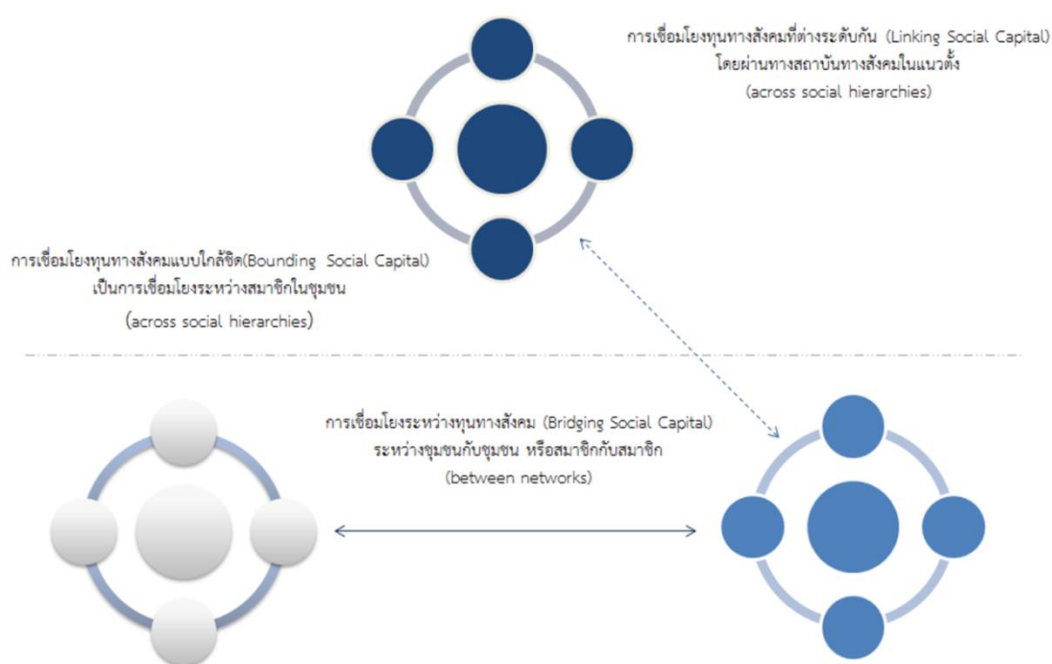 การเชื่อมโยงทุนทางสังคมที่ต่างระดับกัน (Linking Social Capital)
โดยผ่านทางสถาบันทางสังคมในแนวตั้ง
(across social hierarchies)
การเชื่อมโยงทุนทางสังคมแบบใกล้ชิด(Bounding Social Capital)
เป็นการเชื่อมโยงระหว่างสมาชิกในชุมชน
(across social hierarchies)
การเชื่อมโยงระหว่างทุนทางสังคม (Bridging Social Capital)
ระหว่างชุมชนกับชุมชน หรือสมาชิกกับสมาชิก
(between networks)